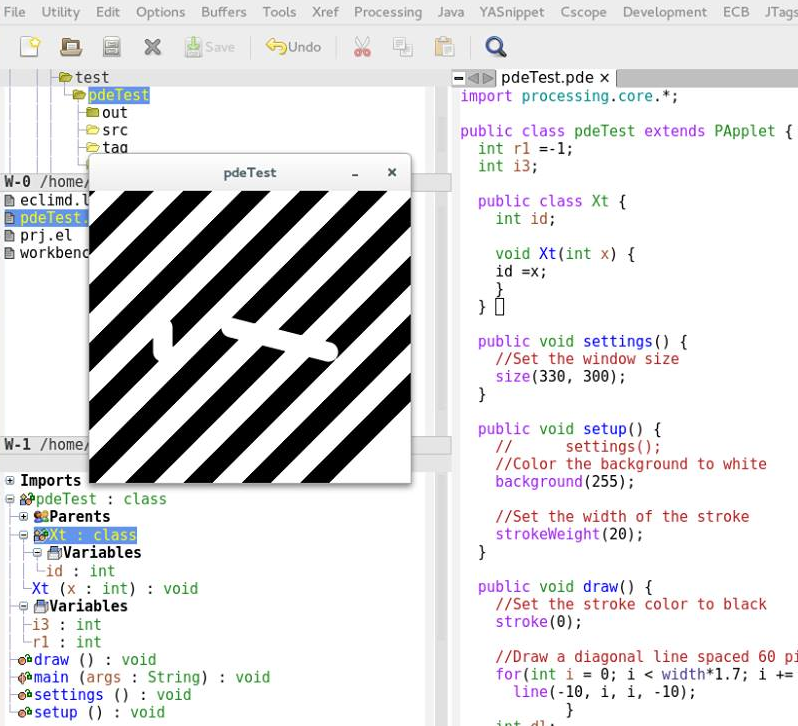 File Utility Edit Options Buffers Tools Xref Processing Java YASnippet Cscope Development ECB JTags
Save Undo
test
pdeTest
out
src
tag
W-0 /home/
eclimd.l
pdeTest.
prj.el
workbenc
pdeTest
W-1 /home/
Imports
pdeTest : class
Parents
Xt : class
Variables
id : int
Xt (x : int) : void
Variables
i3 : int
r1 : int
draw () : void
main (args : String) : void
settings () : void
setup () : void
pdeTest.pde
import processing.core.*;
public class pdeTest extends PApplet {
int r1 =-1;
int i3;
public class Xt {
int id;
void Xt(int x) {
id =x;
}
}
public void settings() {
//Set the window size
size(330, 300);
}
public void setup() {
// settings();
//Color the background to white
background(255);
//Set the width of the stroke
strokeWeight(20);
}
public void draw() {
//Set the stroke color to black
stroke(0);
//Draw a diagonal line spaced 60 pi
for(int i = 0; i < width*1.7; i +=
line(-10, i, i, -10);
}